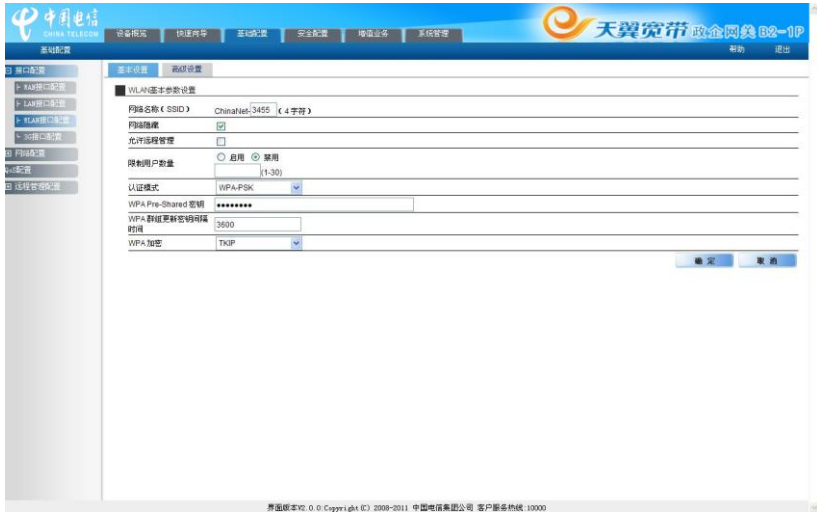 中国电信
CHINA TELECOM
设备概览 快速向导 基础配置 安全配置 增值业务 系统管理
天翼宽带 政企网关 B2-1P
基础配置
帮助 退出
接口配置
WAN接口配置
LAN接口配置
WLAN接口配置
3G接口配置
网络配置
QoS配置
远程管理配置
基本设置 高级设置
WLAN基本参数设置
网络名称(SSID) ChinaNet-3455 (4字符)
网络隐藏
允许远程管理
限制用户数量 启用 禁用
(1-30)
认证模式 WPA-PSK
WPA Pre-Shared 密钥 ••••••••
WPA 群组更新密钥间隔时间 3600
WPA 加密 TKIP
确 定 取 消
界面版本V2.0.0:Copyright (C) 2008-2011 中国电信集团公司 客户服务热线:10000